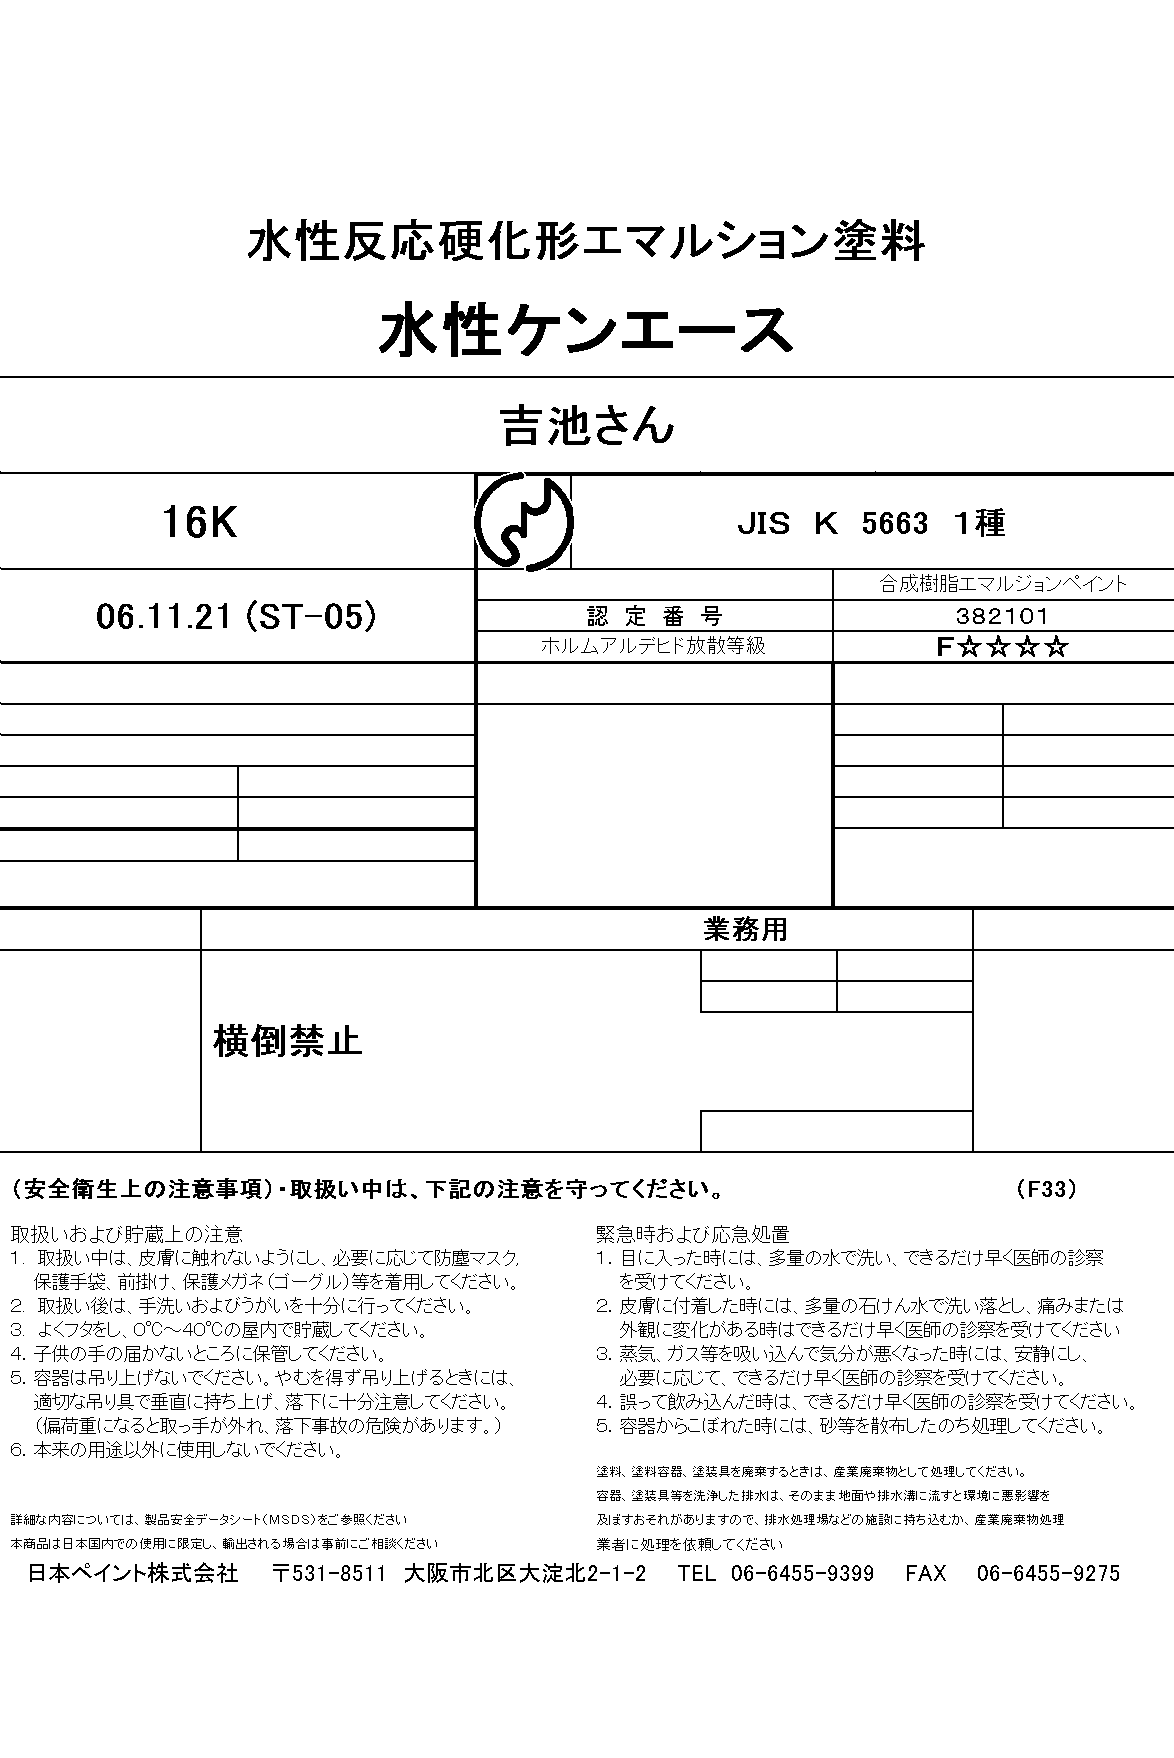 水性反応硬化形エマルション塗料
水性ケンエース
吉池さん
16K
JIS K 5663 1種
06.11.21 (ST-05)
合成樹脂エマルジョンペイント
認定番号
382101
ホルムアルデヒド放散等級
F☆☆☆☆
業務用
横倒禁止
(安全衛生上の注意事項)・取扱い中は、下記の注意を守ってください。
(F33)
取扱いおよび貯蔵上の注意
1. 取扱い中は、皮膚に触れないようにし、必要に応じて防塵マスク,
保護手袋、前掛け、保護メガネ(ゴーグル)等を着用してください。
2. 取扱い後は、手洗いおよびうがいを十分に行ってください。
3. よくフタをし、0℃~40℃の屋内で貯蔵してください。
4. 子供の手の届かないところに保管してください。
5. 容器は吊り上げないでください。やむを得ず吊り上げるときには、
適切な吊り具で垂直に持ち上げ、落下に十分注意してください。
(偏荷重になると取っ手が外れ、落下事故の危険があります。)
6. 本来の用途以外に使用しないでください。
詳細な内容については、製品安全データシート(MSDS)をご参照ください
本商品は日本国内での使用に限定し、輸出される場合は事前にご相談ください
緊急時および応急処置
1. 目に入った時には、多量の水で洗い、できるだけ早く医師の診察
を受けてください。
2. 皮膚に付着した時には、多量の石けん水で洗い落とし、痛みまたは
外観に変化がある時はできるだけ早く医師の診察を受けてください
3. 蒸気、ガス等を吸い込んで気分が悪くなった時には、安静にし、
必要に応じて、できるだけ早く医師の診察を受けてください。
4. 誤って飲み込んだ時は、できるだけ早く医師の診察を受けてください。
5. 容器からこぼれた時には、砂等を散布したのち処理してください。
塗料、塗料容器、塗装具を廃棄するときは、産業廃棄物として処理してください。
容器、塗装具等を洗浄した排水は、そのまま地面や排水溝に流すと環境に悪影響を
及ぼすおそれがありますので、排水処理場などの施設に持ち込むか、産業廃棄物処理
業者に処理を依頼してください
日本ペイント株式会社 〒531-8511 大阪市北区大淀北2-1-2 TEL 06-6455-9399 FAX 06-6455-9275